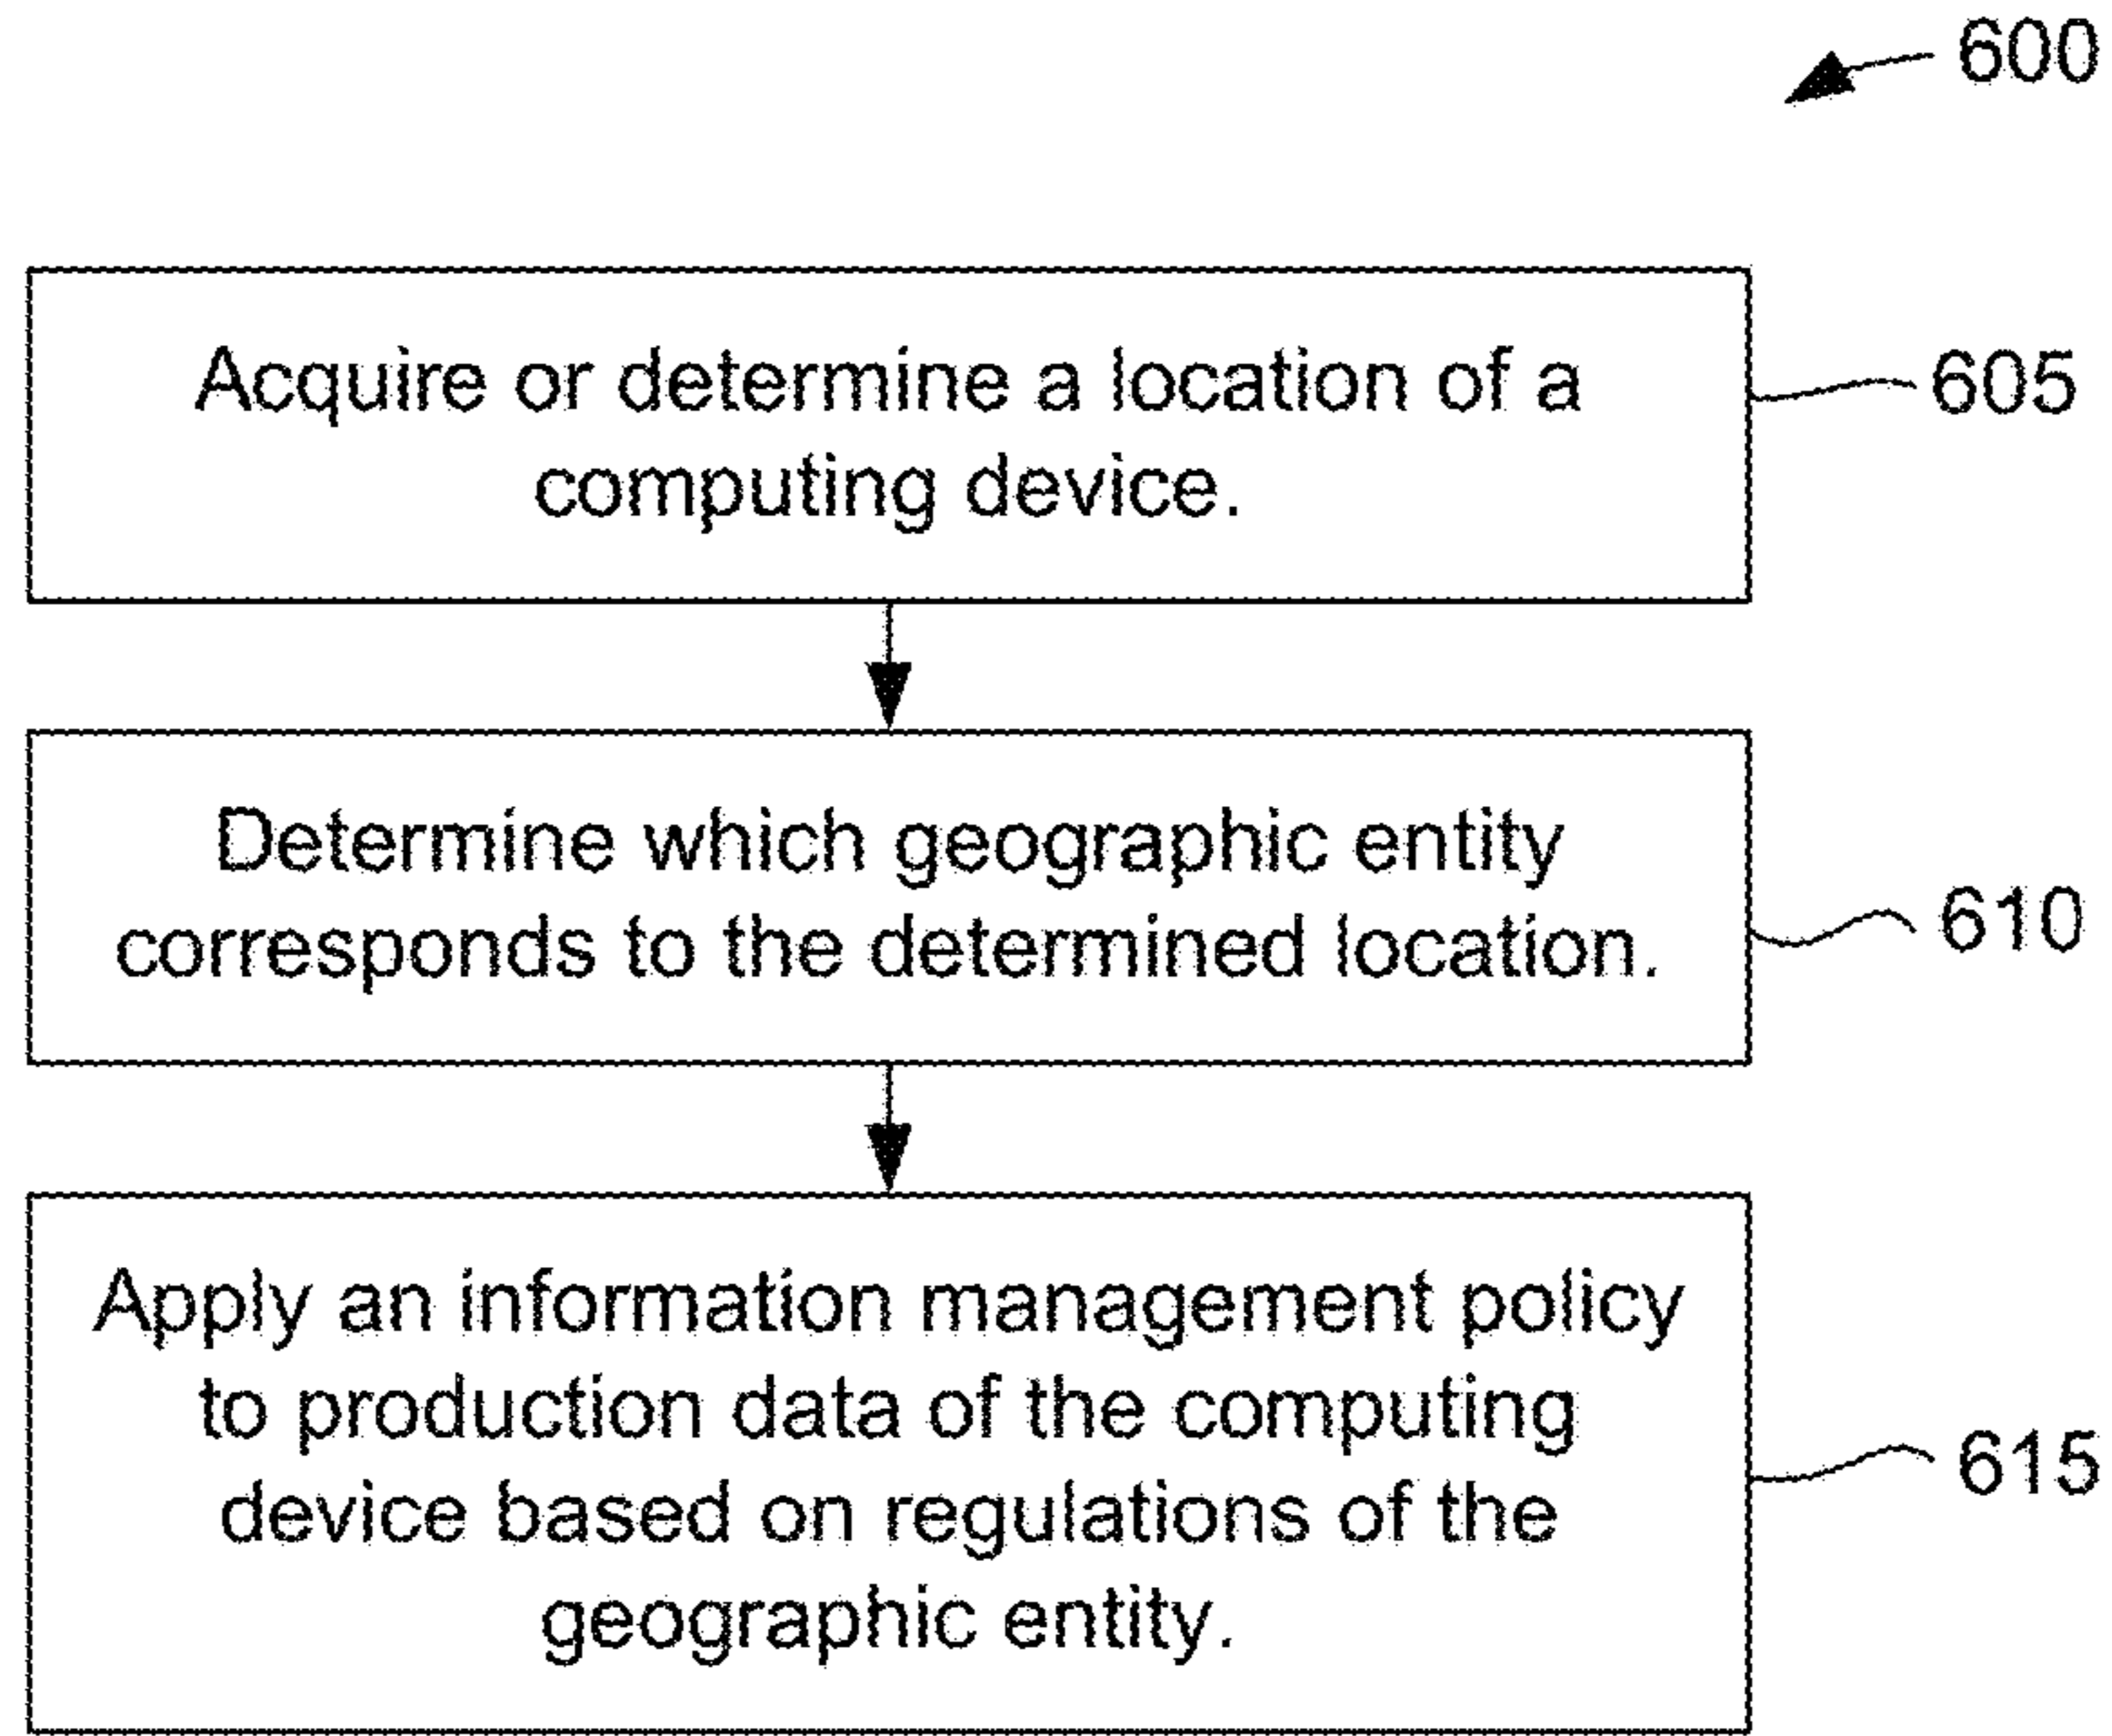 600
Acquire or determine a location of a
computing device.
605
Determine which geographic entity
corresponds to the determined location.
610
Apply an information management policy
to production data of the computing
device based on regulations of the
geographic entity.
615